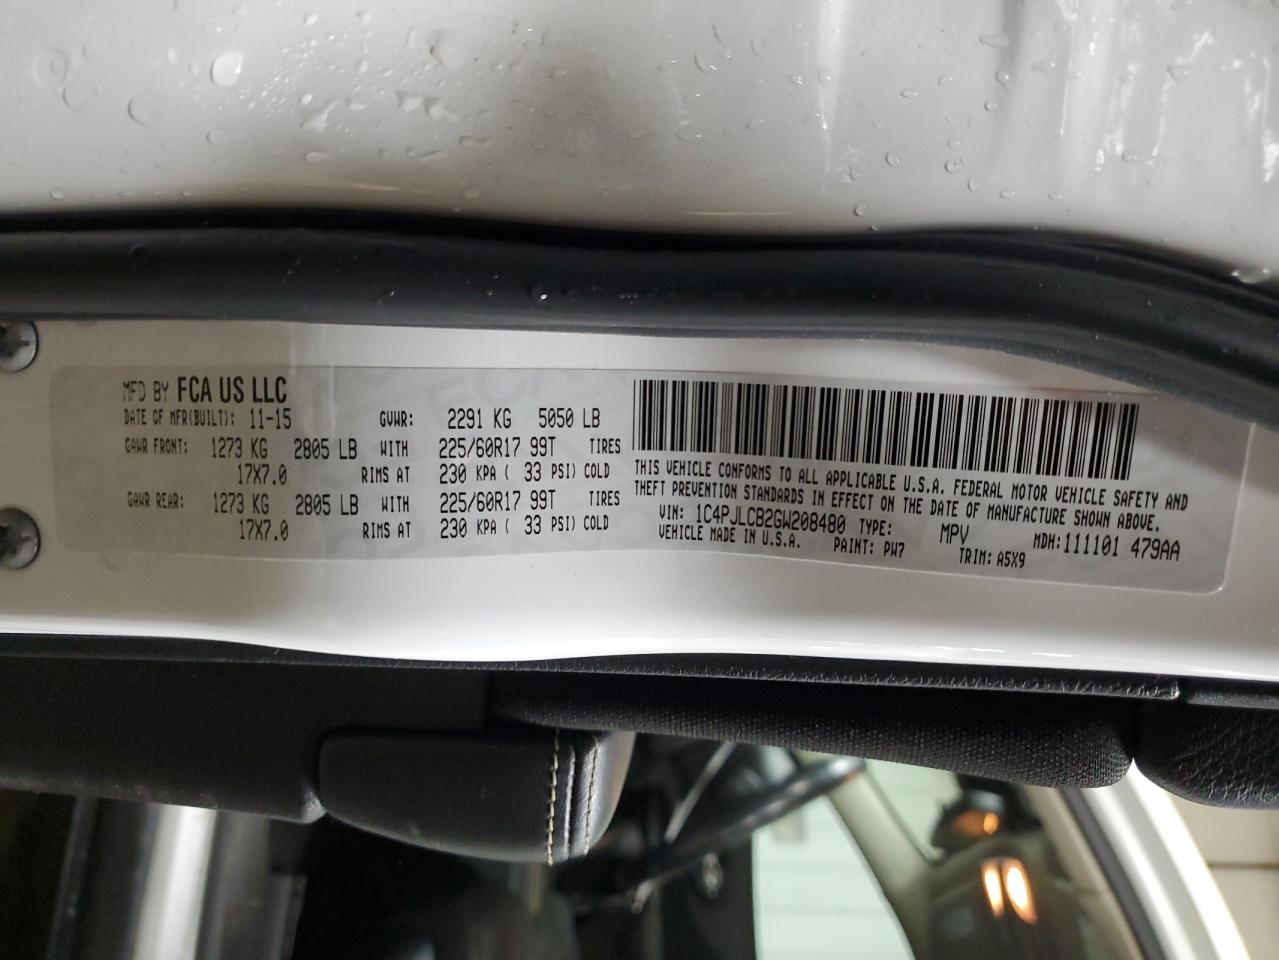 MFD BY FCA US LLC
DATE OF MFR(BUILT): 11-15 GVWR: 2291 KG 5050 LB
GAWR FRONT: 1273 KG 2805 LB WITH 225/60R17 99T TIRES
17X7.0 RIMS AT 230 KPA ( 33 PSI) COLD
GAWR REAR: 1273 KG 2805 LB WITH 225/60R17 99T TIRES
17X7.0 RIMS AT 230 KPA ( 33 PSI) COLD
THIS VEHICLE CONFORMS TO ALL APPLICABLE U.S.A. FEDERAL MOTOR VEHICLE SAFETY AND
THEFT PREVENTION STANDARDS IN EFFECT ON THE DATE OF MANUFACTURE SHOWN ABOVE.
VIN: 1C4PJLCB2GW208480 TYPE: MPV MDH: 111101 479AA
VEHICLE MADE IN U.S.A. PAINT: PW7 TRIM: A5X9